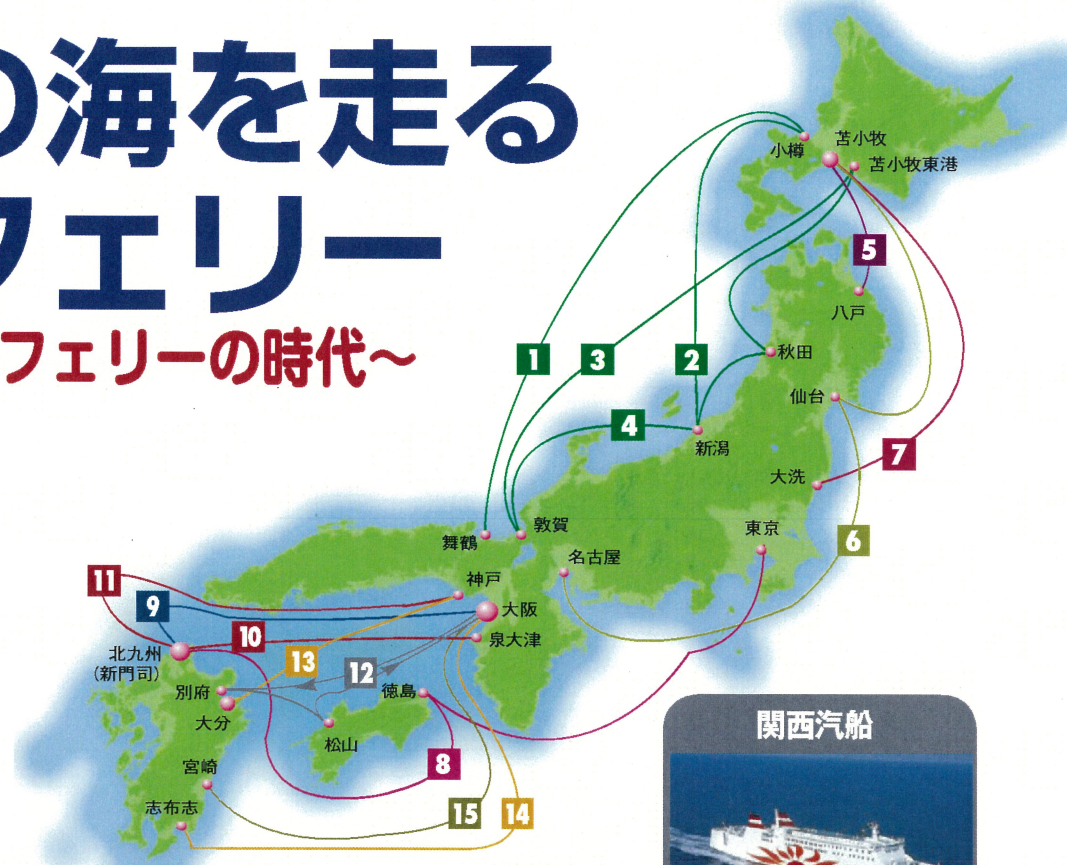 の海を走る
フェリー
フェリーの時代～
小樽
苫小牧
苫小牧東港
5
八戸
1
3
2
秋田
仙台
4
新潟
7
大洗
敦賀
東京
舞鶴
6
名古屋
神戸
11
9
大阪
10
泉大津
北九州
(新門司)
13
12
別府
徳島
大分
松山
関西汽船
宮崎
8
志布志
15
14